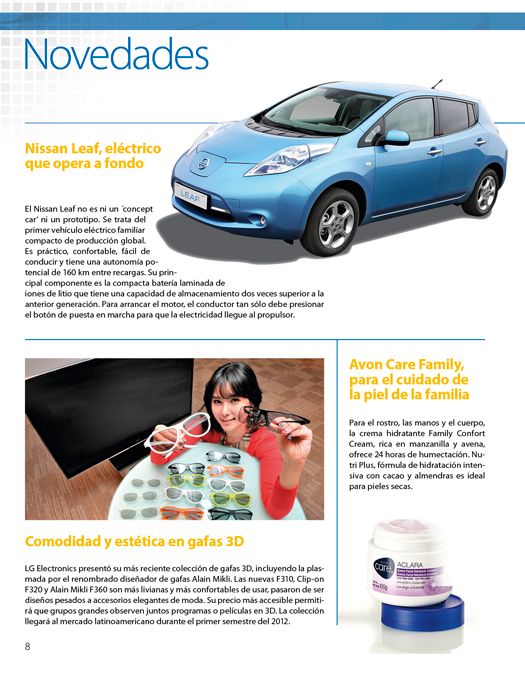 Novedades
Nissan Leaf, eléctrico
que opera a fondo
LEAF
El Nissan Leaf no es ni un ´concept
car’ ni un prototipo. Se trata del
primer vehículo eléctrico familiar
compacto de producción global.
Es práctico, confortable, fácil de
conducir y tiene una autonomía po-
tencial de 160 km entre recargas. Su prin-
cipal componente es la compacta batería laminada de
iones de litio que tiene una capacidad de almacenamiento dos veces superior a la
anterior generación. Para arrancar el motor, el conductor tan sólo debe presionar
el botón de puesta en marcha para que la electricidad llegue al propulsor.
Comodidad y estética en gafas 3D
LG Electronics presentó su más reciente colección de gafas 3D, incluyendo la plas-
mada por el renombrado diseñador de gafas Alain Mikli. Las nuevas F310, Clip-on
F320 y Alain Mikli F360 son más livianas y más confortables de usar, pasaron de ser
diseños pesados a accesorios elegantes de moda. Su precio más accesible permiti-
rá que grupos grandes observen juntos programas o películas en 3D. La colección
llegará al mercado latinoamericano durante el primer semestre del 2012.
Avon Care Family,
para el cuidado de
la piel de la familia
Para el rostro, las manos y el cuerpo,
la crema hidratante Family Confort
Cream, rica en manzanilla y avena,
ofrece 24 horas de humectación. Nu-
tri Plus, fórmula de hidratación inten-
siva con cacao y almendras es ideal
para pieles secas.
care
ACLARA
8